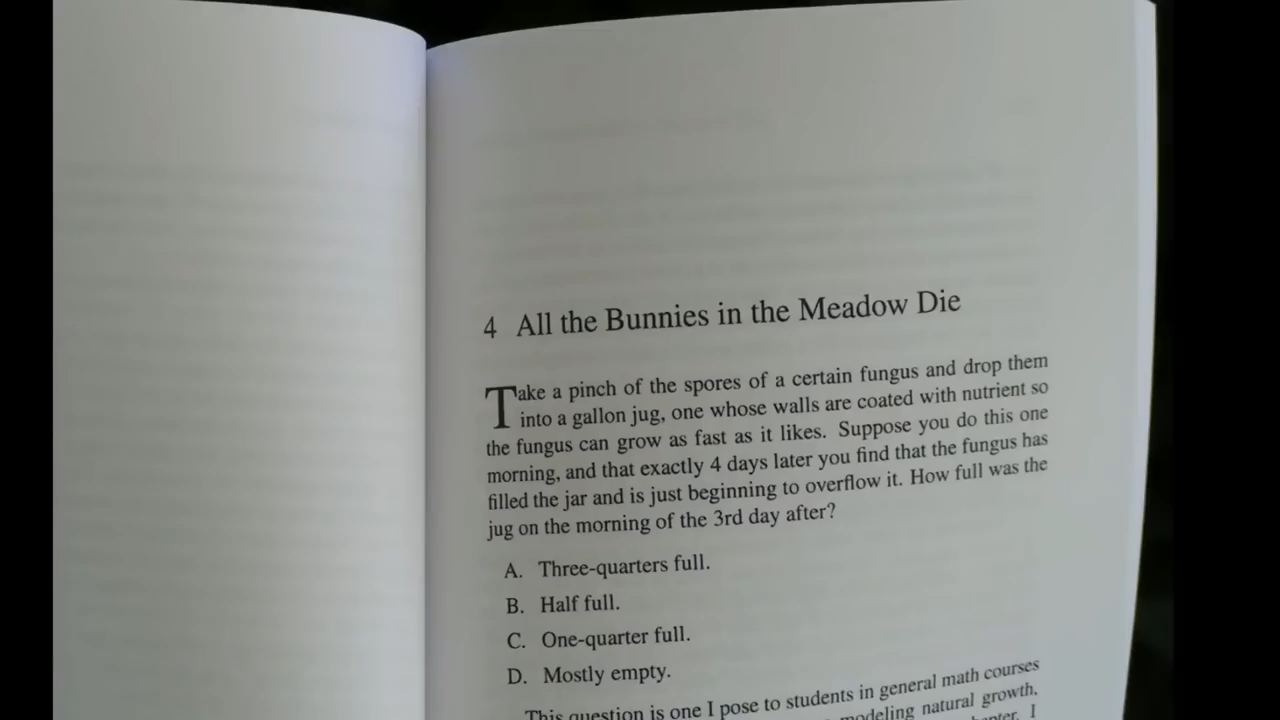 4 All the Bunnies in the Meadow Die
Take a pinch of the spores of a certain fungus and drop them
into a gallon jug, one whose walls are coated with nutrient so
the fungus can grow as fast as it likes. Suppose you do this one
morning, and that exactly 4 days later you find that the fungus has
filled the jar and is just beginning to overflow it. How full was the
jug on the morning of the 3rd day after?
A. Three-quarters full.
B. Half full.
C. One-quarter full.
D. Mostly empty.
This question is one I pose to students in general math courses
modeling natural growth.
I